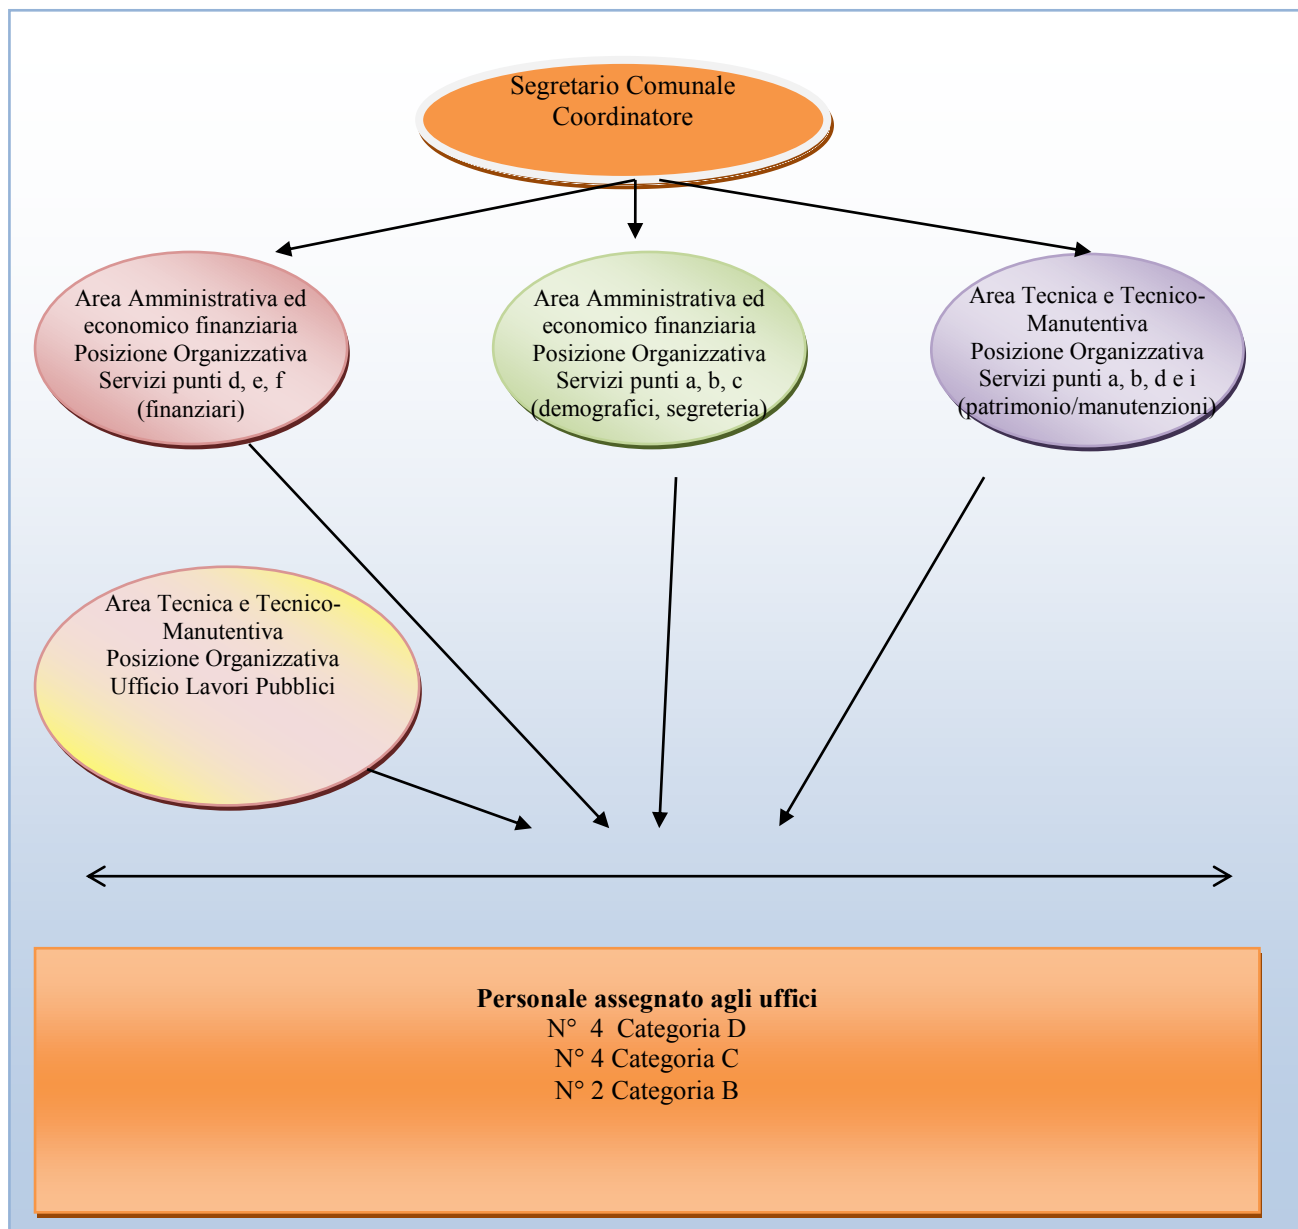 Segretario Comunale
Coordinatore
Area Amministrativa ed
economico finanziaria
Posizione Organizzativa
Servizi punti d, e, f
(finanziari)
Area Amministrativa ed
economico finanziaria
Posizione Organizzativa
Servizi punti a, b, c
(demografici, segreteria)
Area Tecnica e Tecnico-
Manutentiva
Posizione Organizzativa
Servizi punti a, b, d e i
(patrimonio/manutenzioni)
Area Tecnica e Tecnico-
Manutentiva
Posizione Organizzativa
Ufficio Lavori Pubblici
Personale assegnato agli uffici
N° 4 Categoria D
N° 4 Categoria C
N° 2 Categoria B